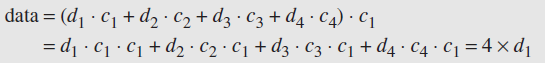 data = (d₁ · c₁ + d₂ · c₂ + d₃ · c₃ + d₄ · c₄) · c₁
= d₁ · c₁ · c₁ + d₂ · c₂ · c₁ + d₃ · c₃ · c₁ + d₄ · c₄ · c₁ = 4 × d₁